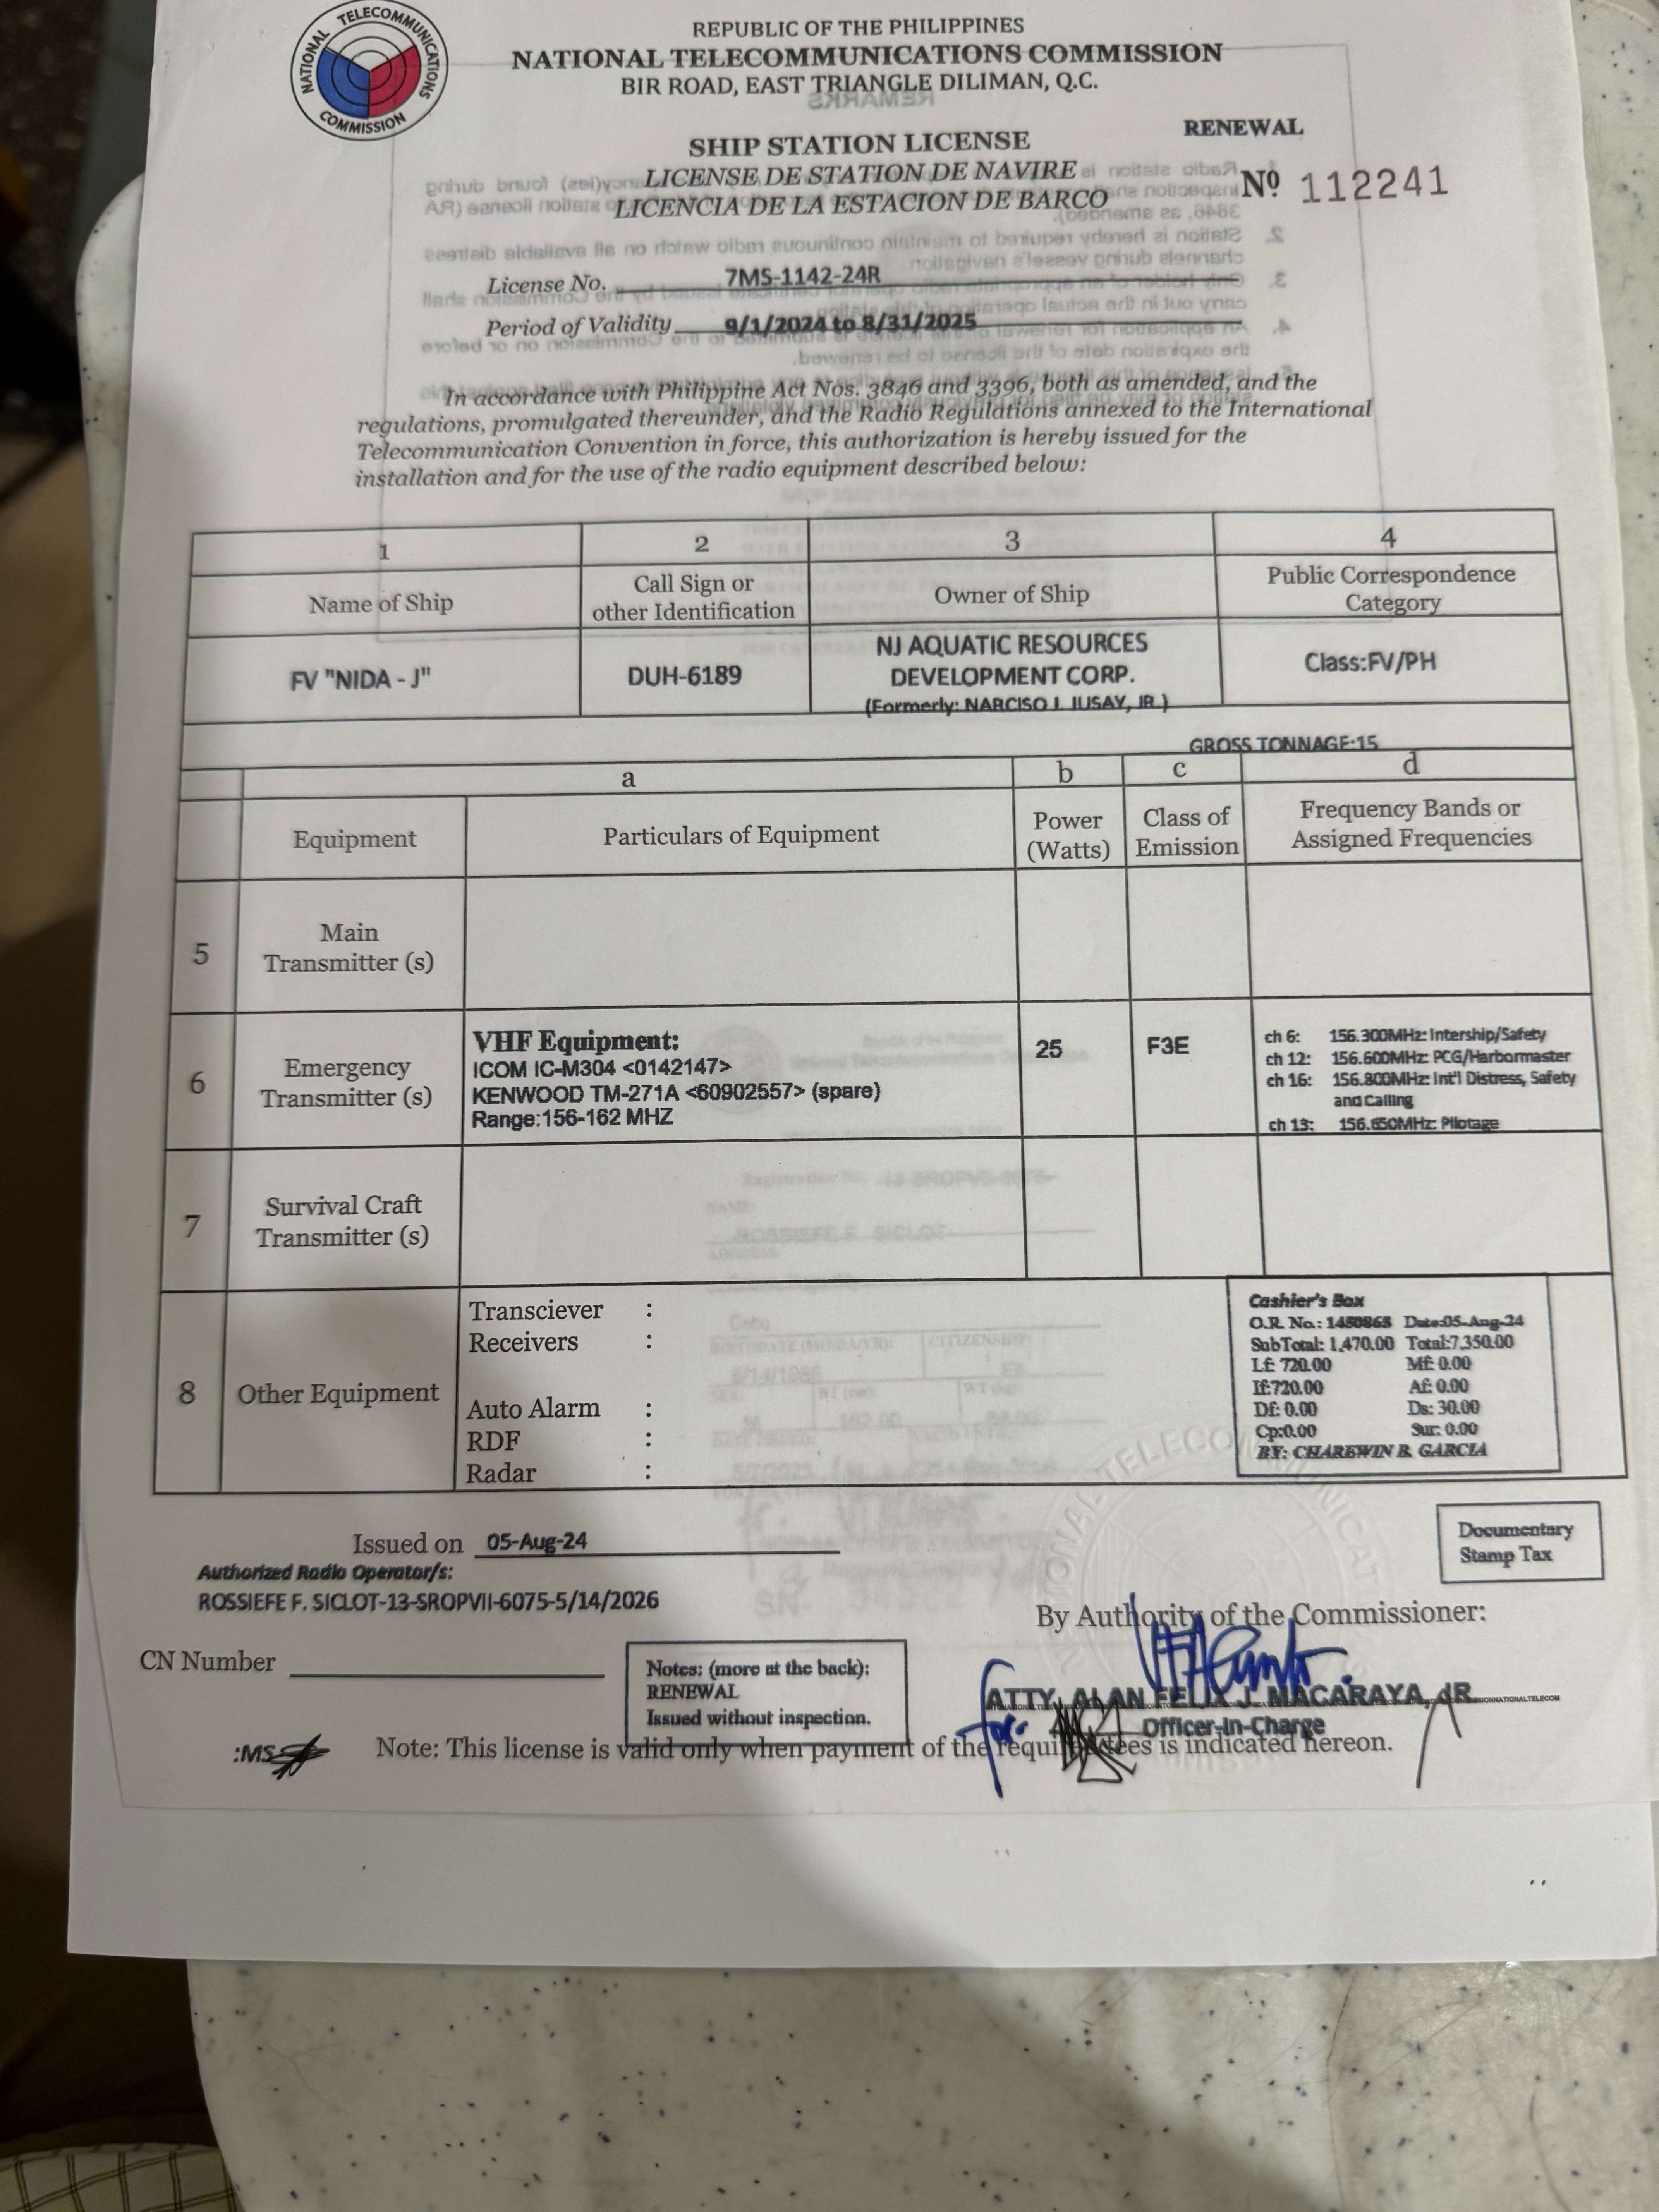 NATIONAL TELECOMMUNICATIONS COMMISSION
REPUBLIC OF THE PHILIPPINES
NATIONAL TELECOMMUNICATIONS COMMISSION
BIR ROAD, EAST TRIANGLE DILIMAN, Q.C.
REMARKS
RENEWAL
SHIP STATION LICENSE
LICENSE DE STATION DE NAVIRE
LICENCIA DE LA ESTACION DE BARCO
Nº 112241
License No. 7MS-1142-24R
Period of Validity 9/1/2024 to 8/31/2025
In accordance with Philippine Act Nos. 3846 and 3396, both as amended, and the
regulations, promulgated thereunder, and the Radio Regulations annexed to the International
Telecommunication Convention in force, this authorization is hereby issued for the
installation and for the use of the radio equipment described below:
1 2 3 4
Name of Ship
Call Sign or
other Identification
Owner of Ship
Public Correspondence
Category
FV "NIDA - J"
DUH-6189
NJ AQUATIC RESOURCES
DEVELOPMENT CORP.
(Formerly: NARCISO J. JUSAY, JR.)
Class:FV/PH
GROSS TONNAGE:15
a b c d
Equipment
Particulars of Equipment
Power
(Watts)
Class of
Emission
Frequency Bands or
Assigned Frequencies
5
Main
Transmitter (s)
6
Emergency
Transmitter (s)
VHF Equipment:
ICOM IC-M304 <0142147>
KENWOOD TM-271A <60902557> (spare)
Range:156-162 MHZ
25
F3E
ch 6: 156.300MHz: Intership/Safety
ch 12: 156.600MHz: PCG/Harbormaster
ch 16: 156.800MHz: Int'l Distress, Safety
and Calling
ch 13: 156.650MHz: Pilotage
7
Survival Craft
Transmitter (s)
8
Other Equipment
Transciever :
Receivers :
Auto Alarm :
RDF :
Radar :
Cashier's Box
O.R. No.: 1450865 Date:05-Aug-24
SubTotal: 1,470.00 Total:7,350.00
Lf: 720.00 Mf: 0.00
If:720.00 Af: 0.00
Df: 0.00 Ds: 30.00
Cp:0.00 Sur: 0.00
BY: CHAREWIN B. GARCIA
Issued on 05-Aug-24
Authorized Radio Operator/s:
ROSSIEFE F. SICLOT-13-SROPVII-6075-5/14/2026
Documentary
Stamp Tax
By Authority of the Commissioner:
CN Number
Notes: (more at the back):
RENEWAL
Issued without inspection.
ATTY. ALAN FELIX J. MACARAYA, JR
for: Officer-In-Charge
:MS
Note: This license is valid only when payment of the required fees is indicated hereon.